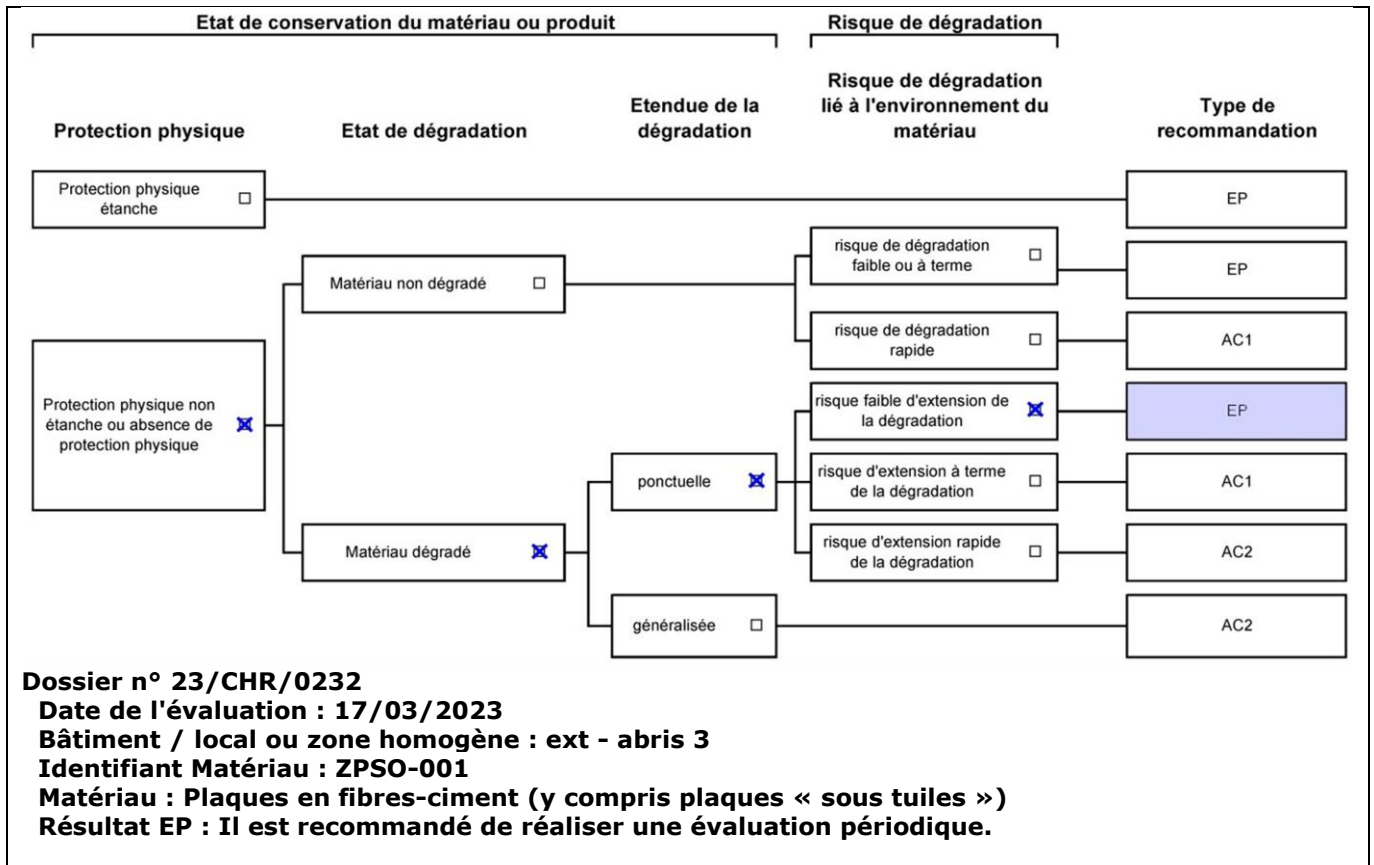 Etat de conservation du matériau ou produit
Risque de dégradation
Protection physique
Etat de dégradation
Etendue de la
dégradation
Risque de dégradation
lié à l'environnement du
matériau
Type de
recommandation
Protection physique
étanche
EP
risque de dégradation
faible ou à terme
EP
Matériau non dégradé
risque de dégradation
rapide
AC1
Protection physique non
étanche ou absence de
protection physique
risque faible d'extension de
la dégradation
EP
ponctuelle
risque d'extension à terme
de la dégradation
AC1
Matériau dégradé
risque d'extension rapide
de la dégradation
AC2
généralisée
AC2
Dossier n° 23/CHR/0232
Date de l'évaluation : 17/03/2023
Bâtiment / local ou zone homogène : ext - abris 3
Identifiant Matériau : ZPSO-001
Matériau : Plaques en fibres-ciment (y compris plaques « sous tuiles »)
Résultat EP : Il est recommandé de réaliser une évaluation périodique.